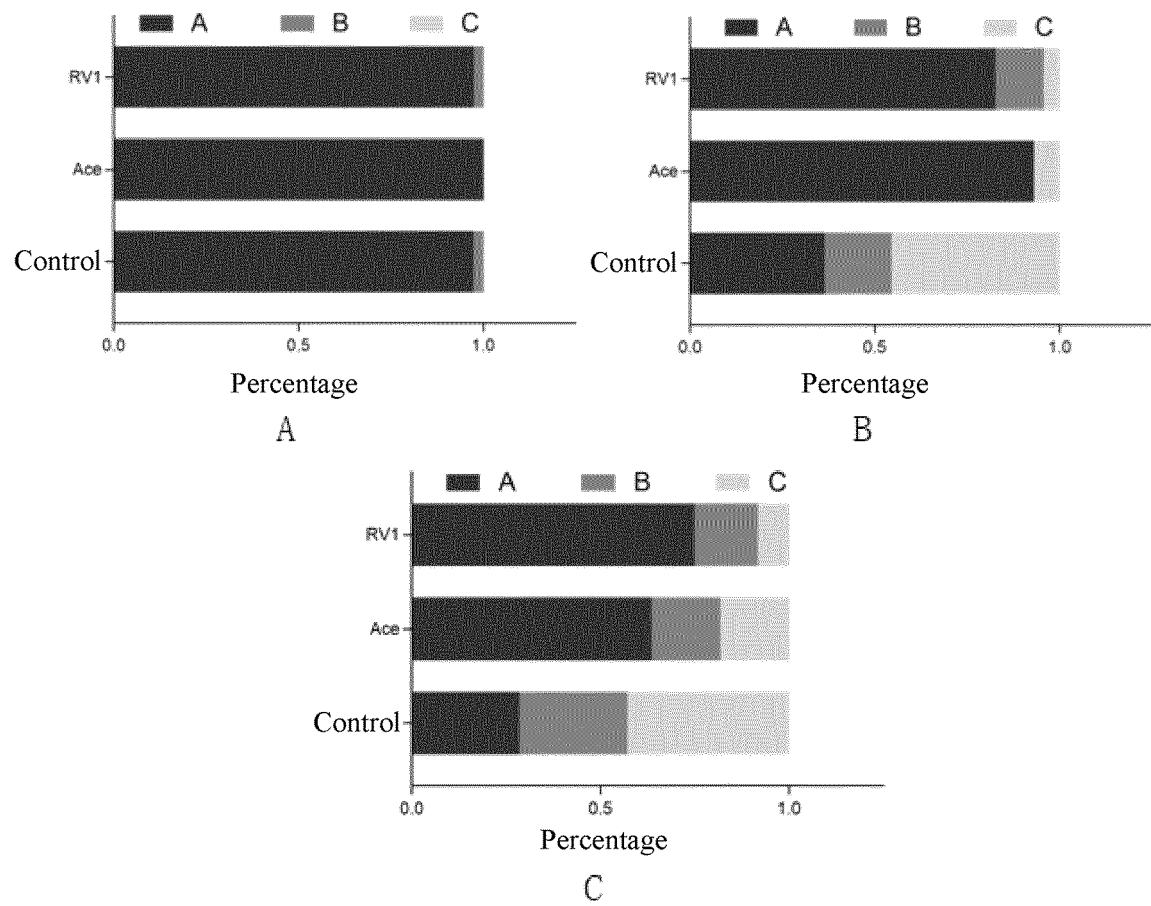 A B C
RV1
Ace
Control
0.0 0.5 1.0
Percentage
A
A B C
RV1
Ace
Control
0.0 0.5 1.0
Percentage
B
A B C
RV1
Ace
Control
0.0 0.5 1.0
Percentage
C